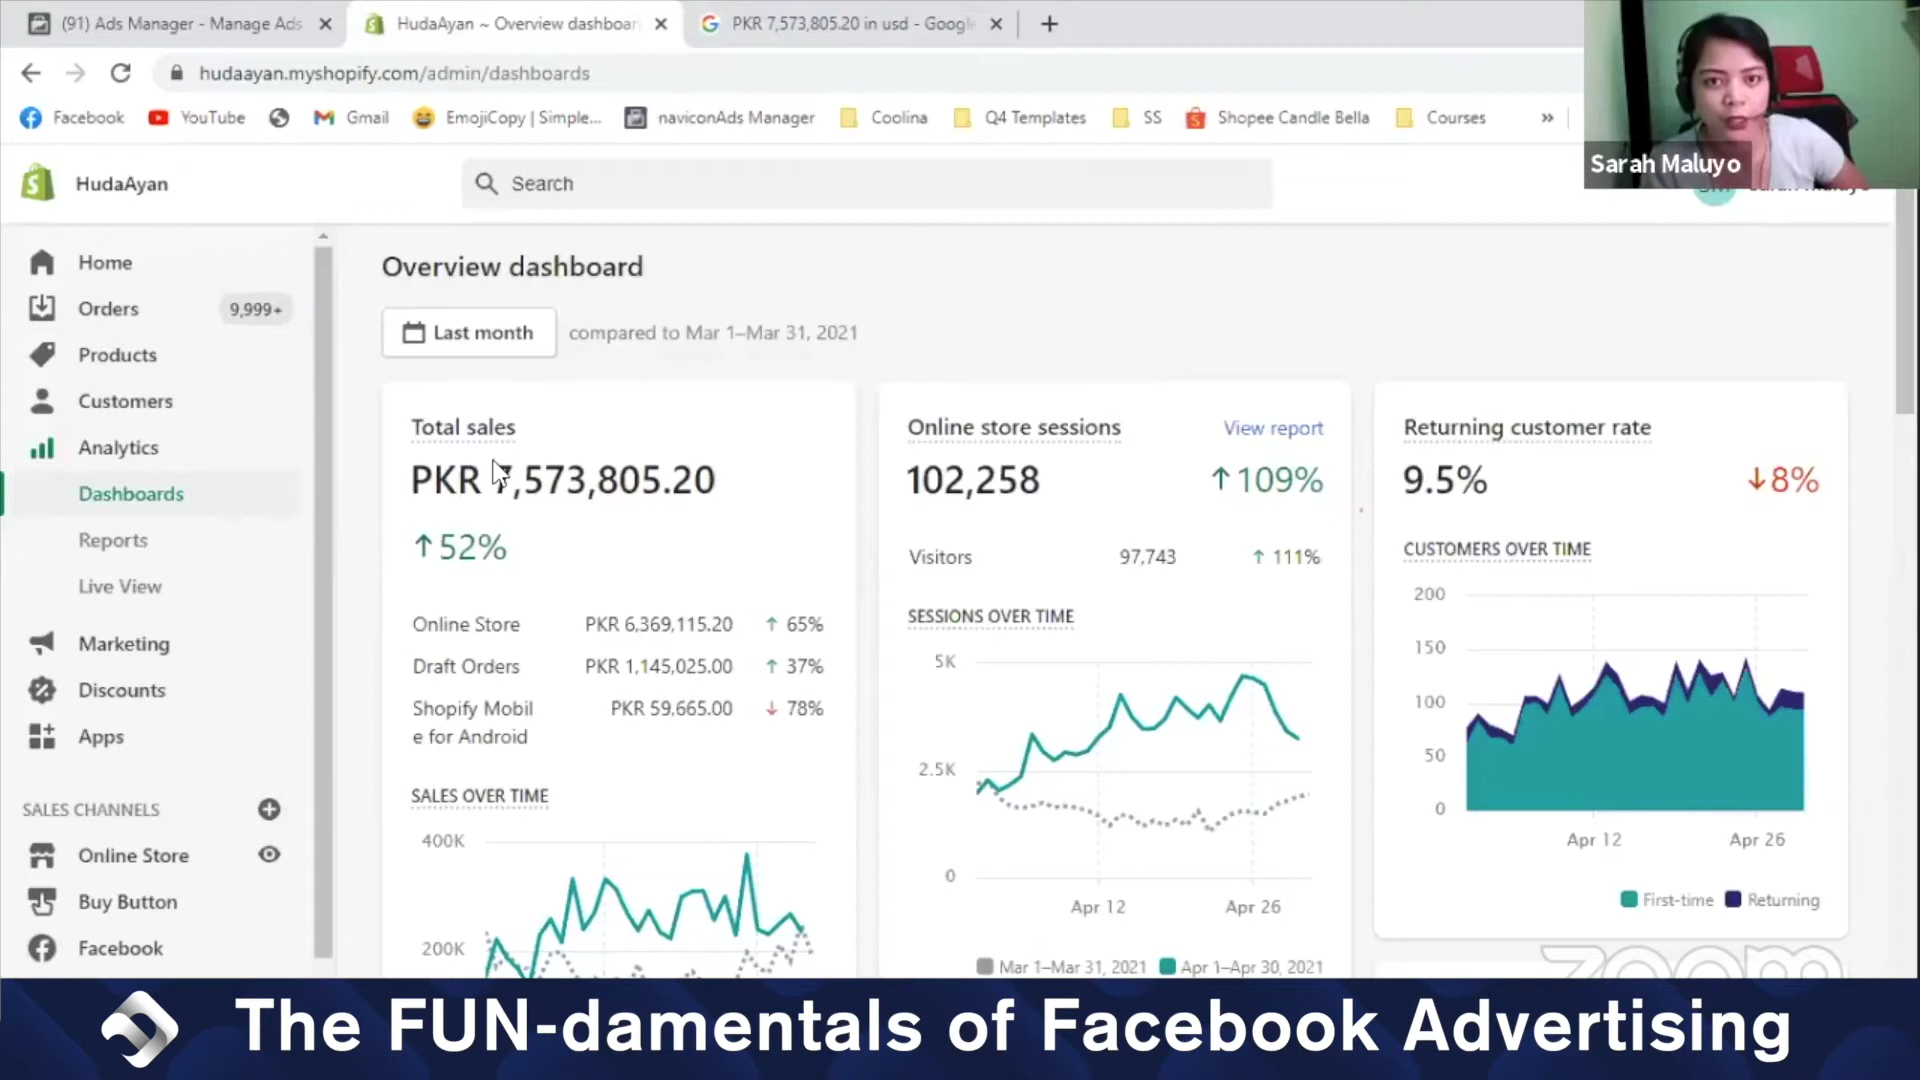 (91) Ads Manager - Manage Ads
HudaAyan ~ Overview dashboar
PKR 7,573,805.20 in usd - Google
hudaayan.myshopify.com/admin/dashboards
Facebook YouTube Gmail EmojiCopy | Simple... naviconAds Manager Coolina Q4 Templates SS Shopee Candle Bella Courses »
Sarah Maluyo
HudaAyan
Search
Home
Orders 9,999+
Products
Customers
Analytics
Dashboards
Reports
Live View
Marketing
Discounts
Apps
SALES CHANNELS
Online Store
Buy Button
Facebook
Overview dashboard
Last month compared to Mar 1–Mar 31, 2021
Total sales
PKR 7,573,805.20
↑52%
Online Store PKR 6,369,115.20 ↑ 65%
Draft Orders PKR 1,145,025.00 ↑ 37%
Shopify Mobil PKR 59,665.00 ↓ 78%
e for Android
SALES OVER TIME
400K
200K
Online store sessions View report
102,258 ↑109%
Visitors 97,743 ↑ 111%
SESSIONS OVER TIME
5K
2.5K
0
Apr 12 Apr 26
Mar 1–Mar 31, 2021 Apr 1–Apr 30, 2021
Returning customer rate
9.5% ↓8%
CUSTOMERS OVER TIME
200
150
100
50
0
Apr 12 Apr 26
First-time Returning
zoom
The FUN-damentals of Facebook Advertising